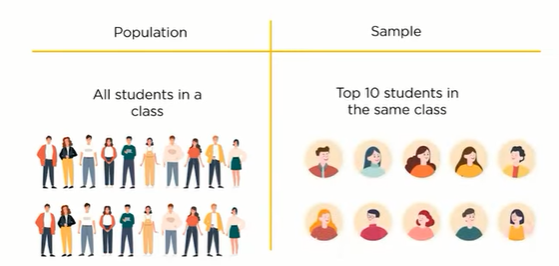 Population
Sample
All students in a
class
Top 10 students in
the same class